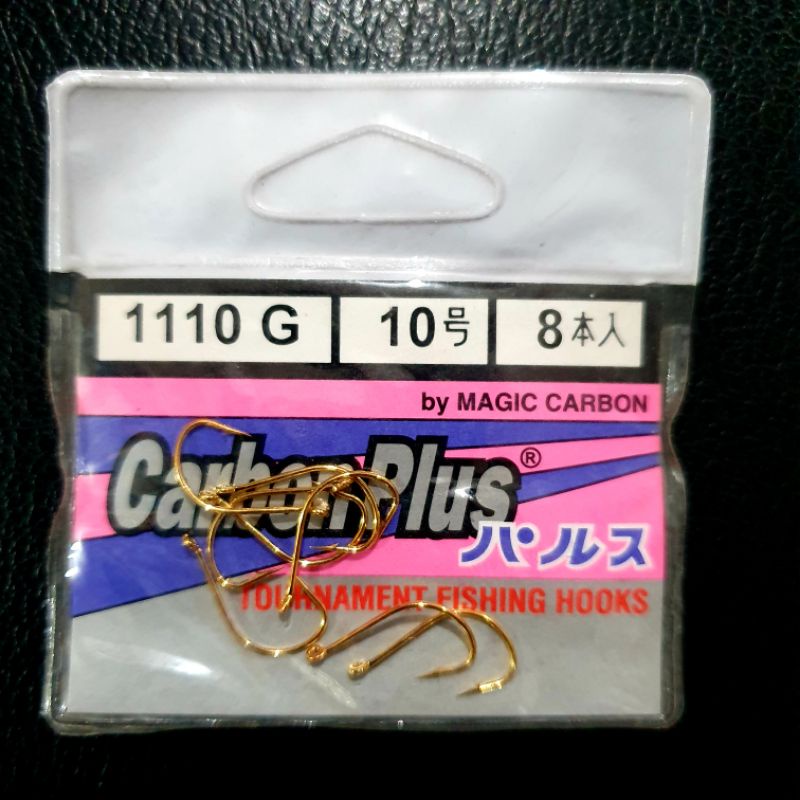 1110 G 10号 8本入
by MAGIC CARBON
Carbon Plus®
パルス
TOURNAMENT FISHING HOOKS